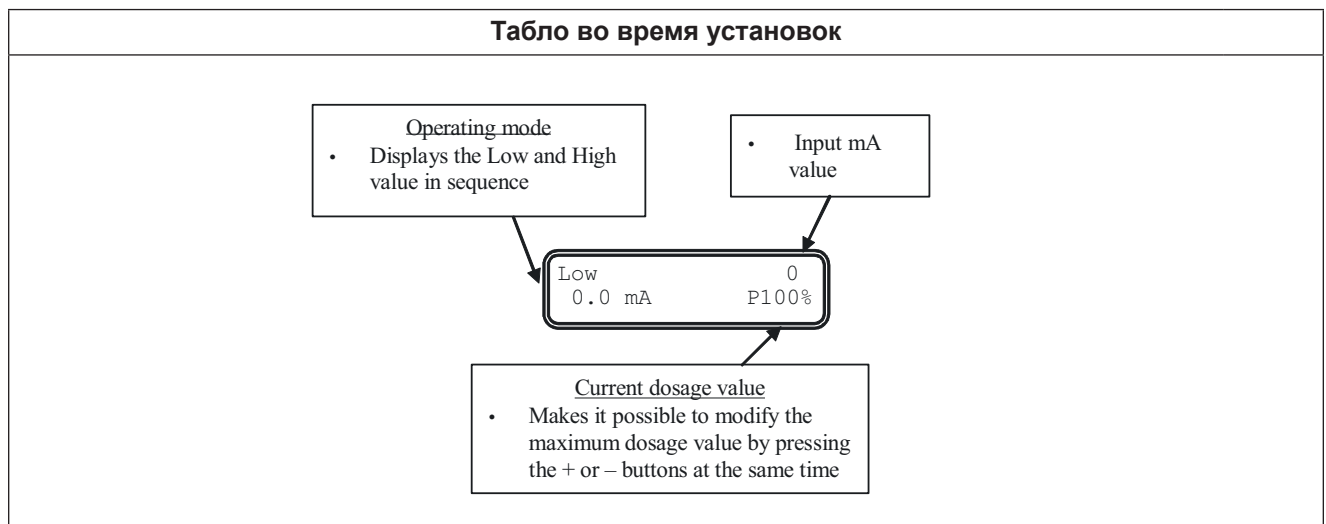 Табло во время установок
Operating mode
• Displays the Low and High
value in sequence
• Input mA
value
Low 0
0.0 mA P100%
Current dosage value
• Makes it possible to modify the
maximum dosage value by pressing
the + or – buttons at the same time